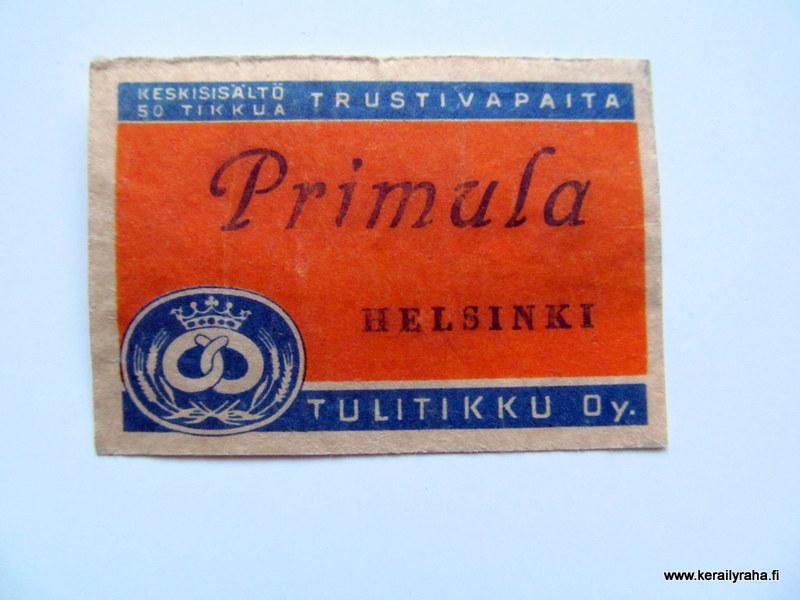 KESKISISÄLTÖ
50 TIKKUA
TRUSTIVAPAITA
Primula
HELSINKI
TULITIKKU Oy.
www.kerailyraha.fi